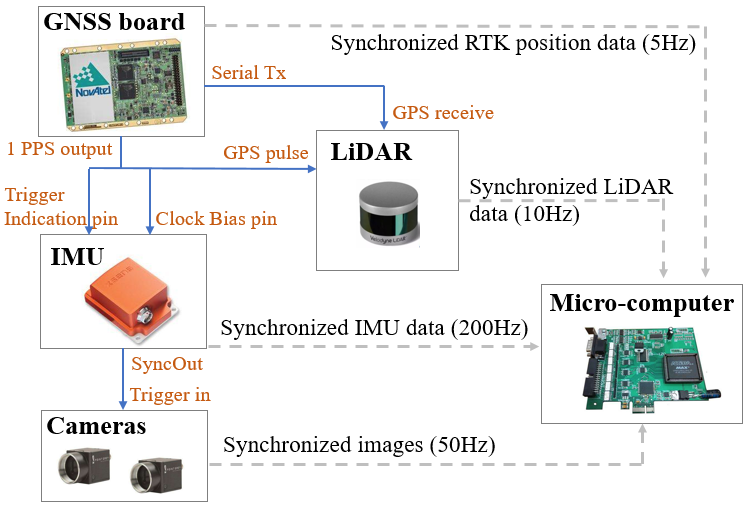 GNSS board
NovAtel
Synchronized RTK position data (5Hz)
Serial Tx
GPS receive
1 PPS output
GPS pulse
LiDAR
Velodyne LiDAR
Trigger
Indication pin
Clock Bias pin
Synchronized LiDAR
data (10Hz)
IMU
Micro-computer
MAX
Synchronized IMU data (200Hz)
SyncOut
Trigger in
Cameras
Synchronized images (50Hz)